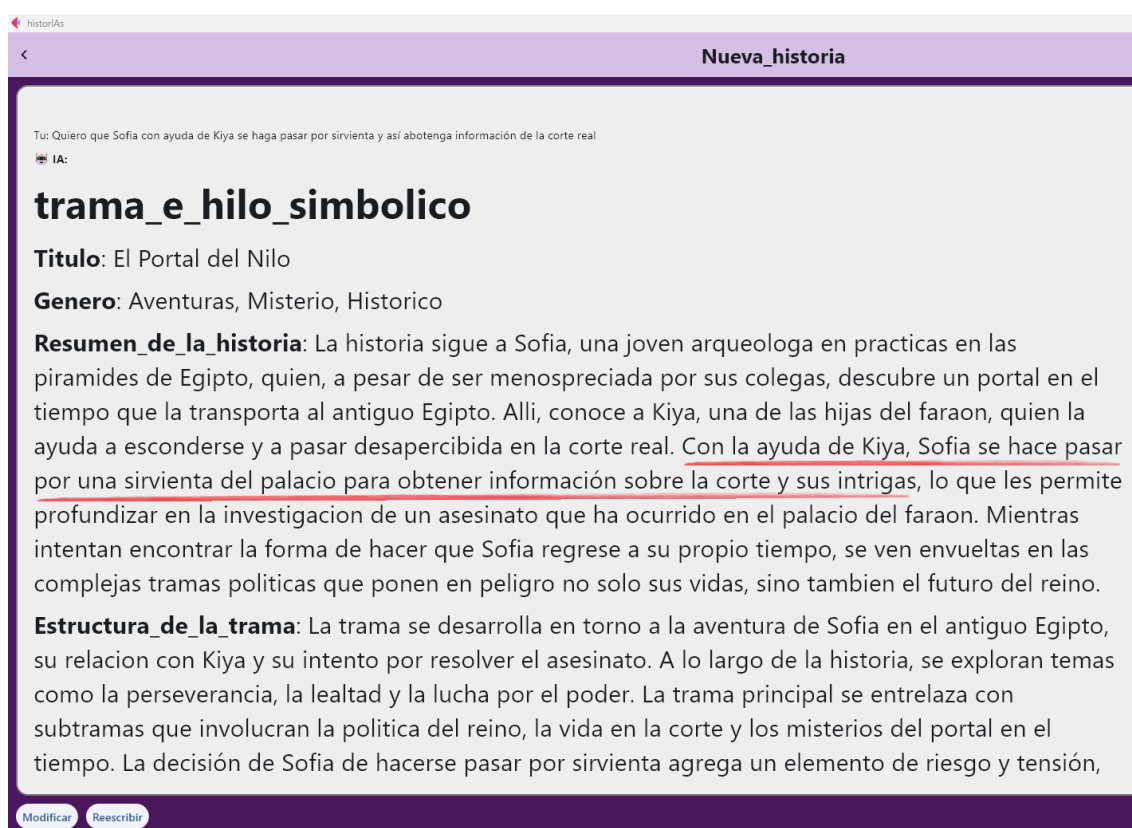 historIAs
Nueva_historia
Tu: Quiero que Sofia con ayuda de Kiya se haga pasar por sirvienta y así abotenga información de la corte real
IA:
trama_e_hilo_simbolico
Titulo: El Portal del Nilo
Genero: Aventuras, Misterio, Historico
Resumen_de_la_historia: La historia sigue a Sofia, una joven arqueologa en practicas en las
piramides de Egipto, quien, a pesar de ser menospreciada por sus colegas, descubre un portal en el
tiempo que la transporta al antiguo Egipto. Alli, conoce a Kiya, una de las hijas del faraon, quien la
ayuda a esconderse y a pasar desapercibida en la corte real. Con la ayuda de Kiya, Sofia se hace pasar
por una sirvienta del palacio para obtener información sobre la corte y sus intrigas, lo que les permite
profundizar en la investigacion de un asesinato que ha ocurrido en el palacio del faraon. Mientras
intentan encontrar la forma de hacer que Sofia regrese a su propio tiempo, se ven envueltas en las
complejas tramas politicas que ponen en peligro no solo sus vidas, sino tambien el futuro del reino.
Estructura_de_la_trama: La trama se desarrolla en torno a la aventura de Sofia en el antiguo Egipto,
su relacion con Kiya y su intento por resolver el asesinato. A lo largo de la historia, se exploran temas
como la perseverancia, la lealtad y la lucha por el poder. La trama principal se entrelaza con
subtramas que involucran la politica del reino, la vida en la corte y los misterios del portal en el
tiempo. La decisión de Sofia de hacerse pasar por sirvienta agrega un elemento de riesgo y tensión,
Modificar Reescribir